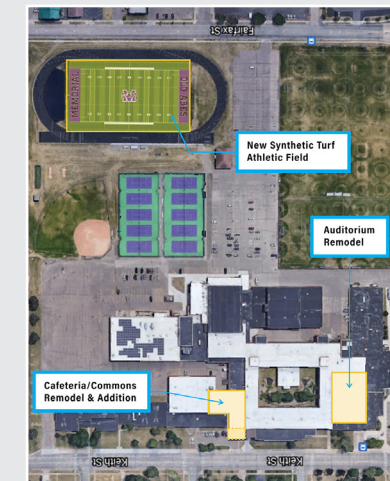 Fairfax St
MEMORIAL
OLD ABES
New Synthetic Turf
Athletic Field
Auditorium
Remodel
Cafeteria/Commons
Remodel & Addition
Keith St
Keith St